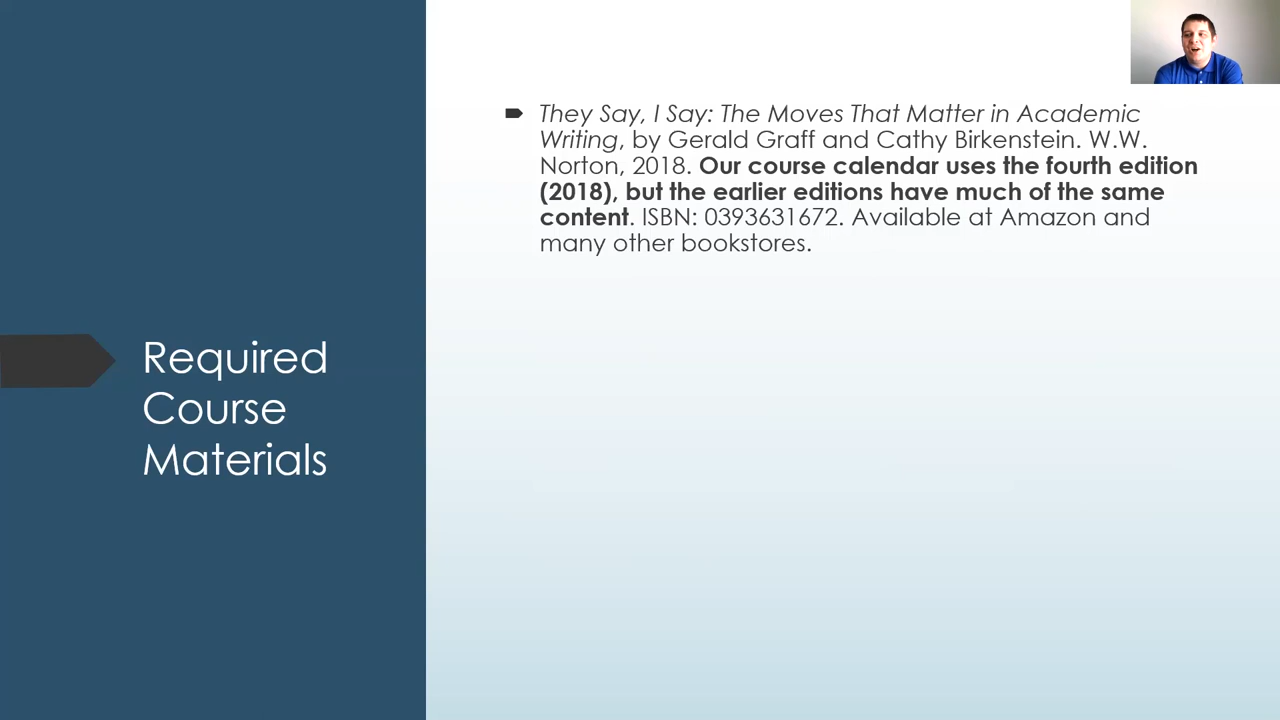 Required
Course
Materials
They Say, I Say: The Moves That Matter in Academic
Writing, by Gerald Graff and Cathy Birkenstein. W.W.
Norton, 2018. Our course calendar uses the fourth edition
(2018), but the earlier editions have much of the same
content. ISBN: 0393631672. Available at Amazon and
many other bookstores.